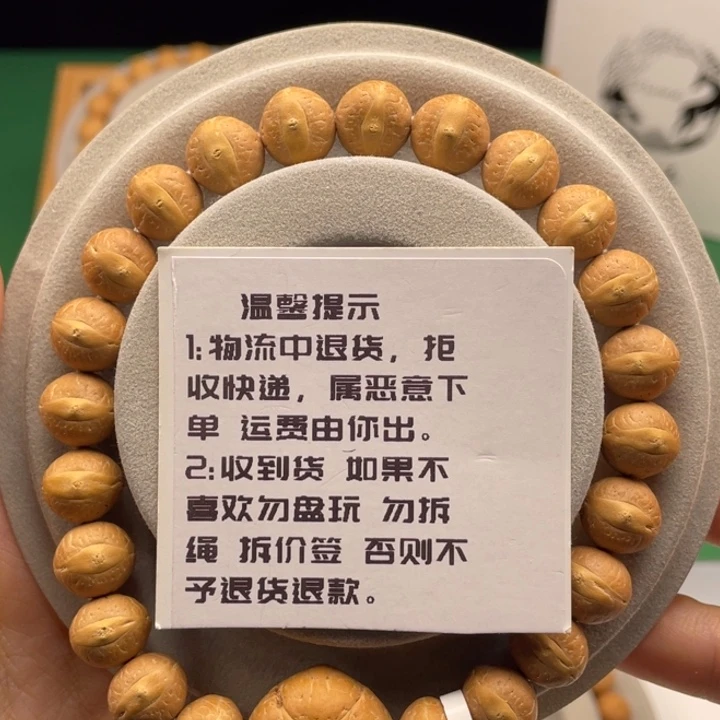 温馨提示
1:物流中退货，拒
收快递，属恶意下
单 运费由你出。
2:收到货 如果不
喜欢勿盘玩 勿拆
绳 拆价签 否则不
予退货退款。